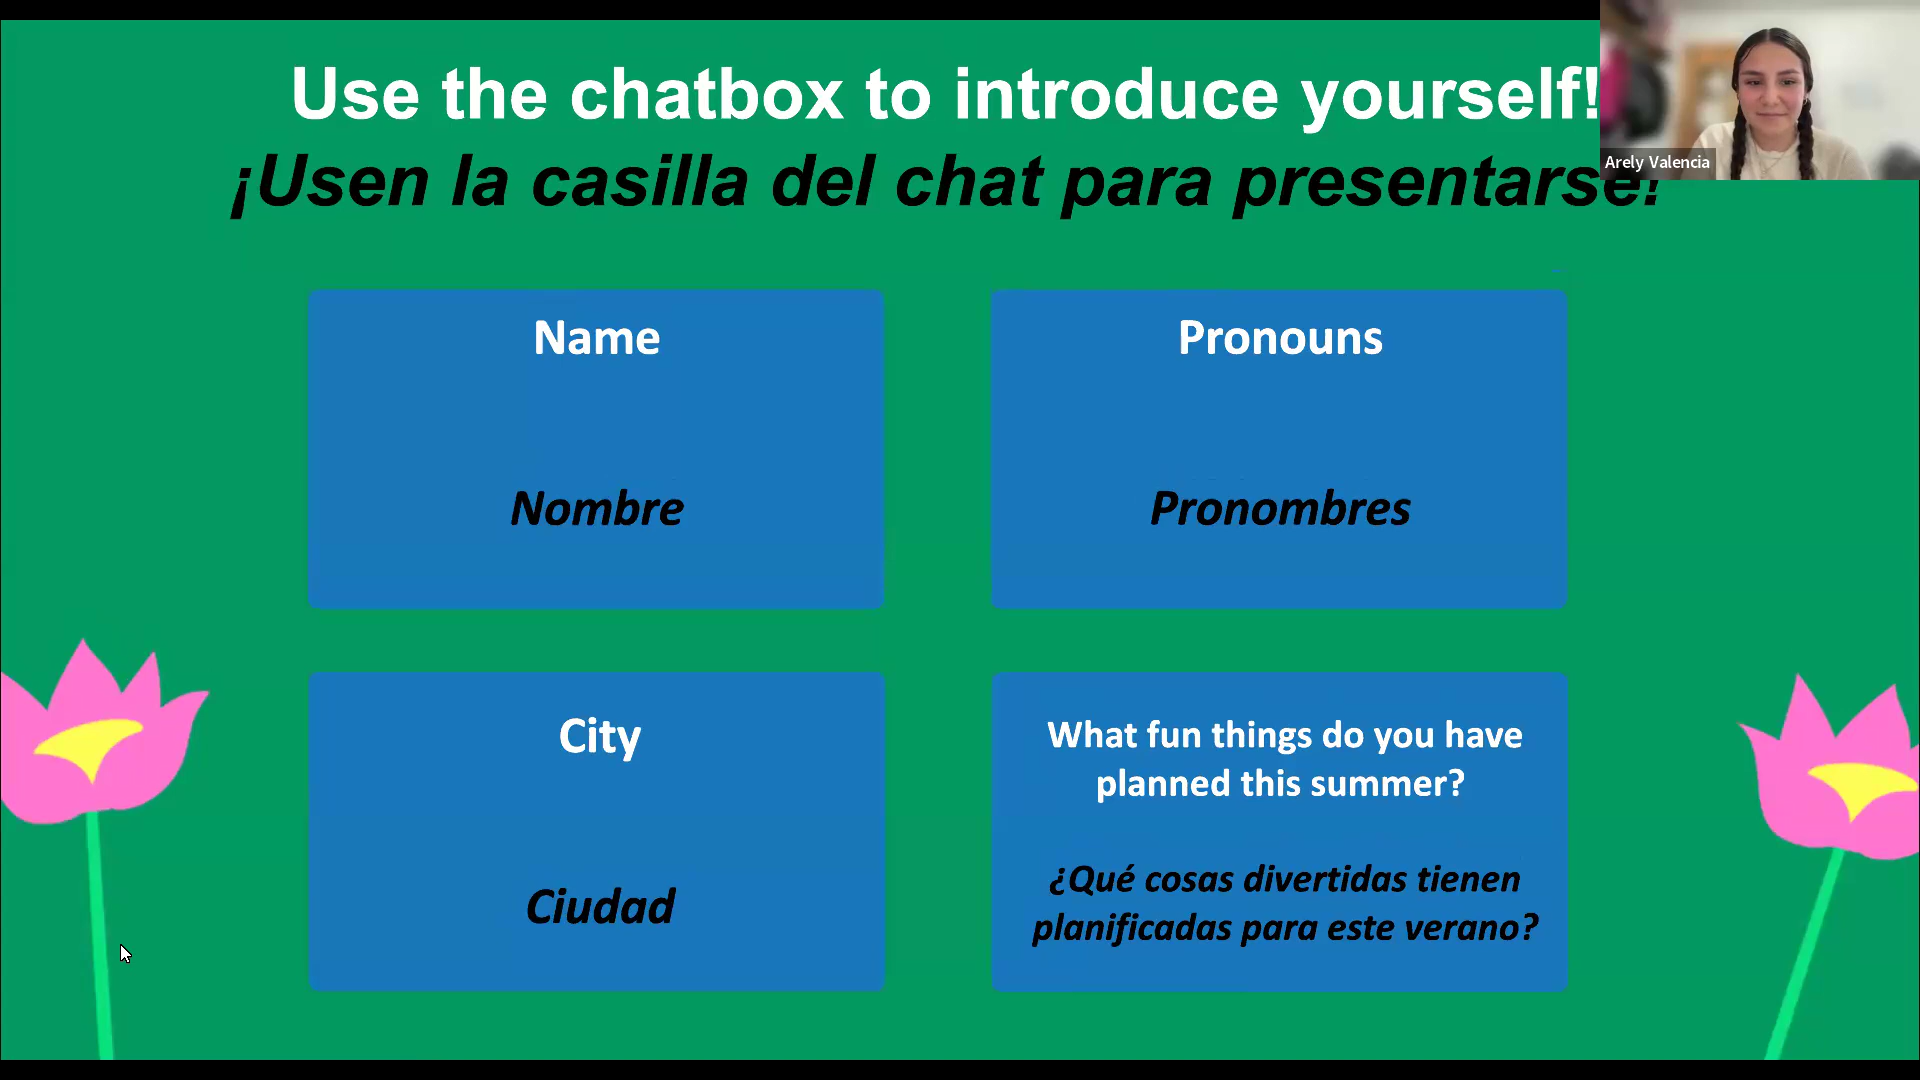 Use the chatbox to introduce yourself!
¡Usen la casilla del chat para presentarse!
Arely Valencia
Name
Nombre
Pronouns
Pronombres
City
Ciudad
What fun things do you have
planned this summer?
¿Qué cosas divertidas tienen
planificadas para este verano?